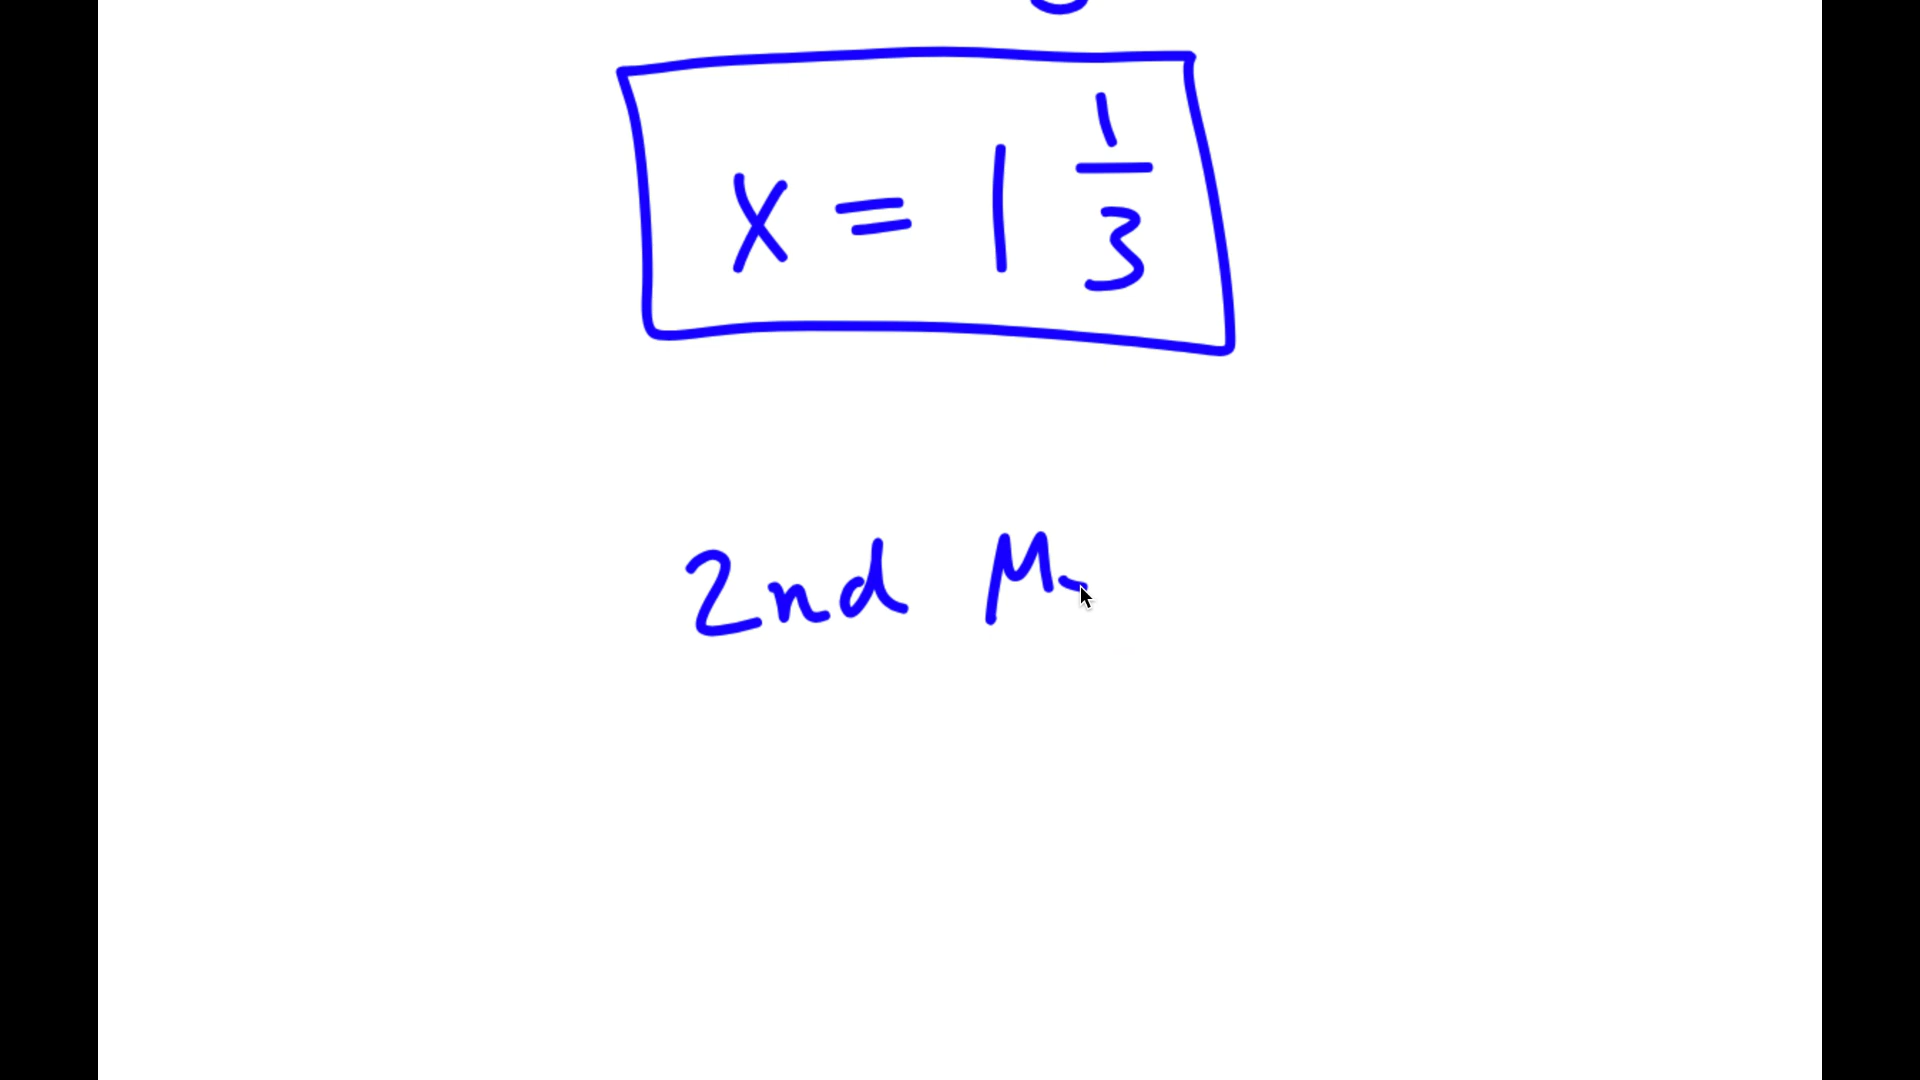 x = 1 1/3
2nd M